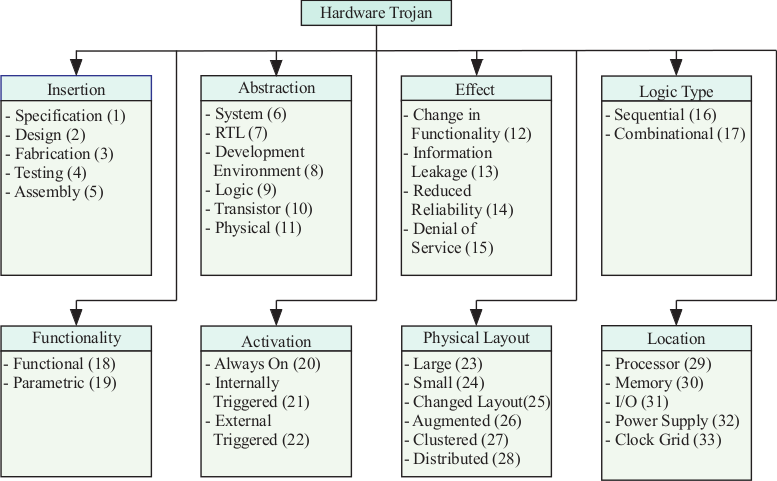 Hardware Trojan
Insertion
- Specification (1)
- Design (2)
- Fabrication (3)
- Testing (4)
- Assembly (5)
Abstraction
- System (6)
- RTL (7)
- Development
Environment (8)
- Logic (9)
- Transistor (10)
- Physical (11)
Effect
- Change in
Functionality (12)
- Information
Leakage (13)
- Reduced
Reliability (14)
- Denial of
Service (15)
Logic Type
- Sequential (16)
- Combinational (17)
Functionality
- Functional (18)
- Parametric (19)
Activation
- Always On (20)
- Internally
Triggered (21)
- External
Triggered (22)
Physical Layout
- Large (23)
- Small (24)
- Changed Layout(25)
- Augmented (26)
- Clustered (27)
- Distributed (28)
Location
- Processor (29)
- Memory (30)
- I/O (31)
- Power Supply (32)
- Clock Grid (33)